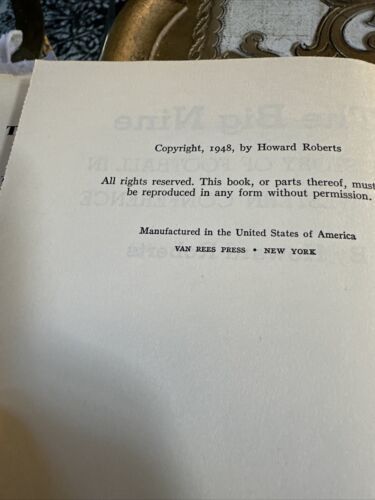 Copyright, 1948, by Howard Roberts
All rights reserved. This book, or parts thereof, must
be reproduced in any form without permission.
Manufactured in the United States of America
VAN REES PRESS • NEW YORK